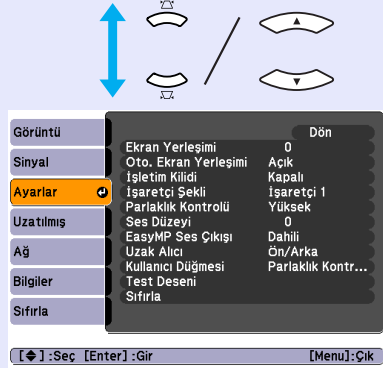 Görüntü
Sinyal
Ayarlar
Uzatılmış
Ağ
Bilgiler
Sıfırla
Dön
Ekran Yerleşimi 0
Oto. Ekran Yerleşimi Açık
İşletim Kilidi Kapalı
İşaretçi Şekli İşaretçi 1
Parlaklık Kontrolü Yüksek
Ses Düzeyi 0
EasyMP Ses Çıkışı Dahili
Uzak Alıcı Ön/Arka
Kullanıcı Düğmesi Parlaklık Kontr...
Test Deseni
Sıfırla
[◆] :Seç [Enter] :Gir [Menu]:Çık